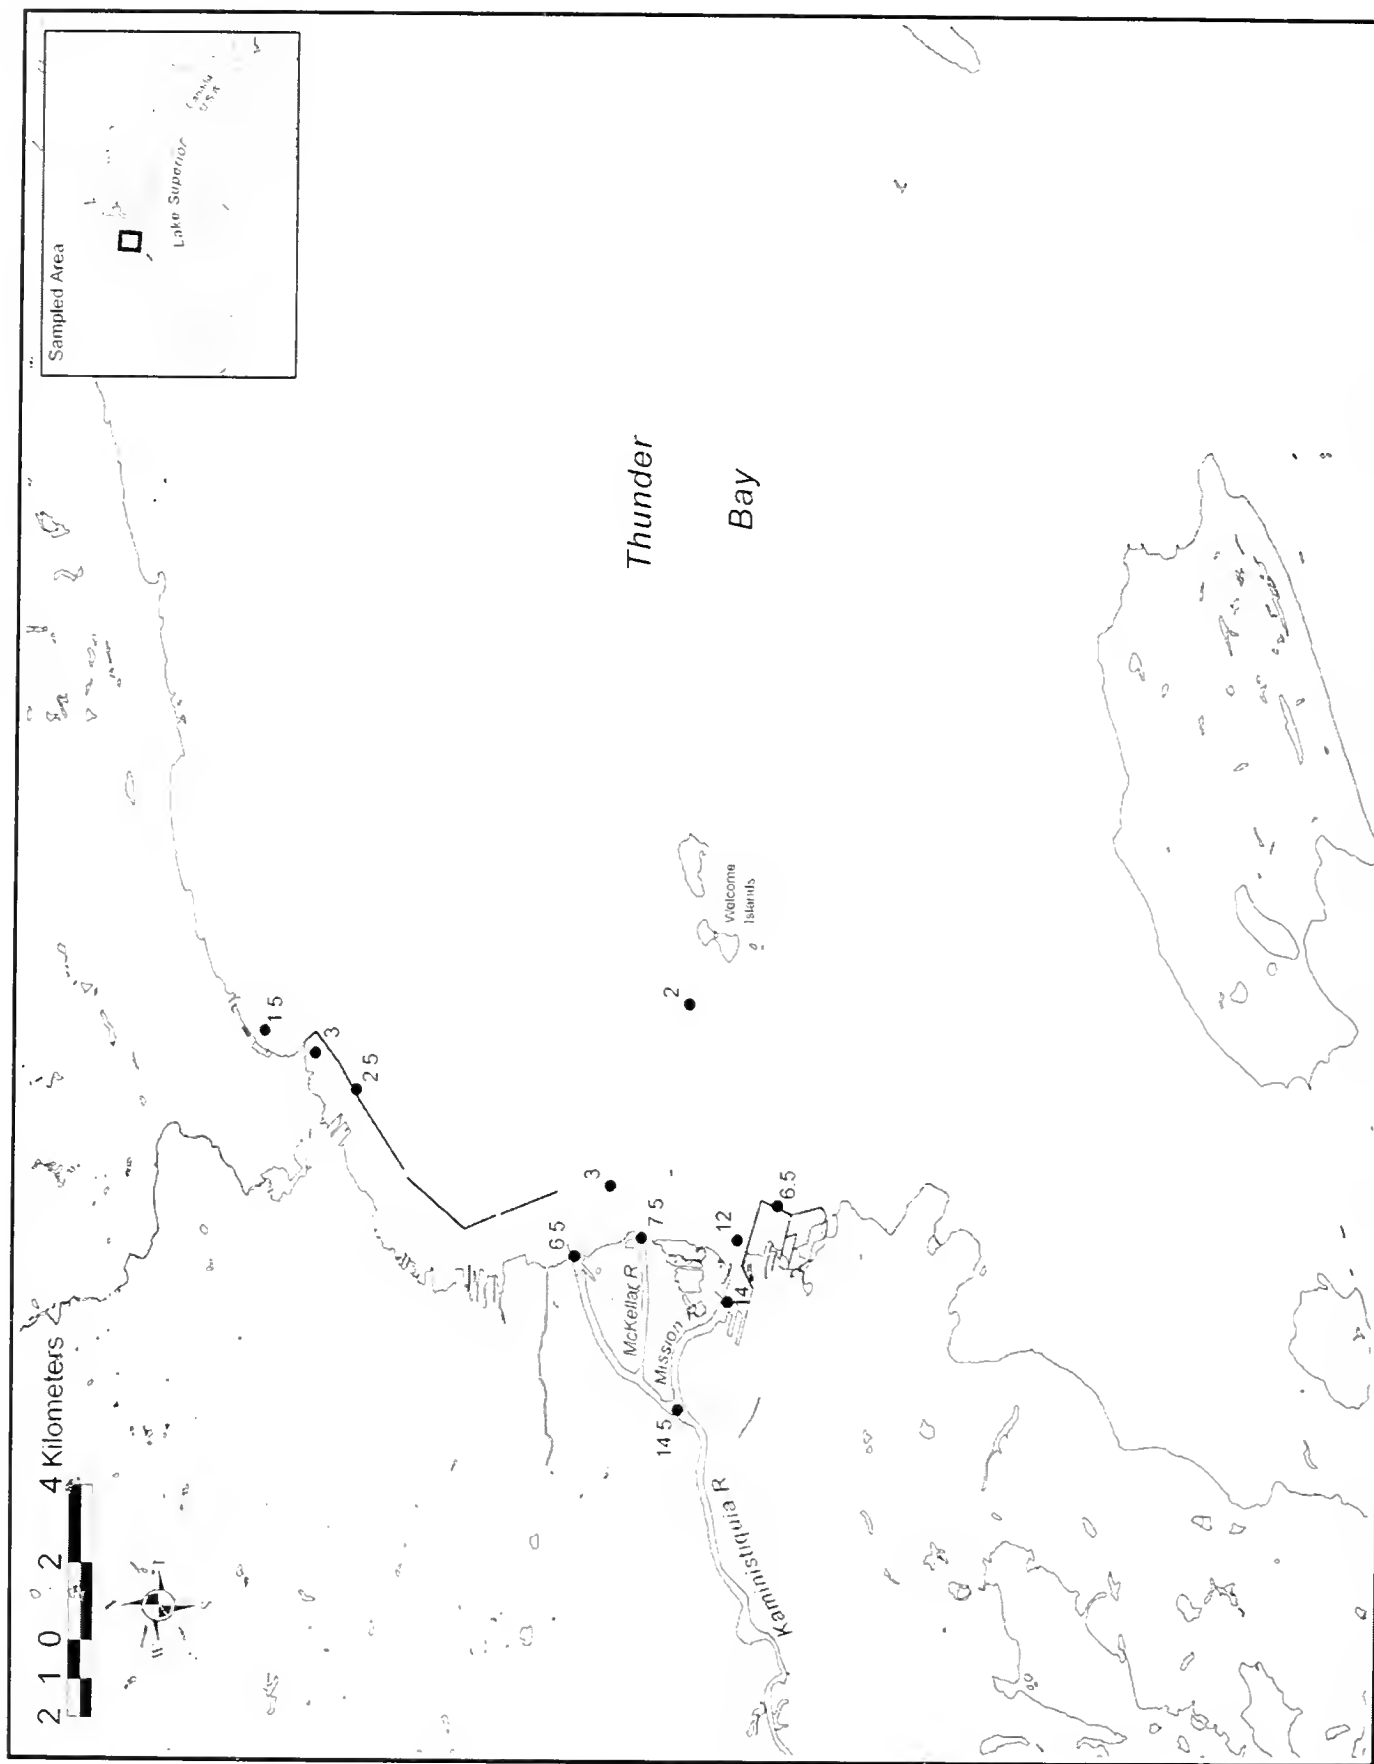 Sampled Area
Lake Superior
Canada
USA
Thunder
Bay
Welcome
Islands
1 5
3
2 5
2
3
6 5
7 5
12
6.5
14
14 5
McKellar R
Mission R
Kaministiquia R
2 1 0 2 4 Kilometers